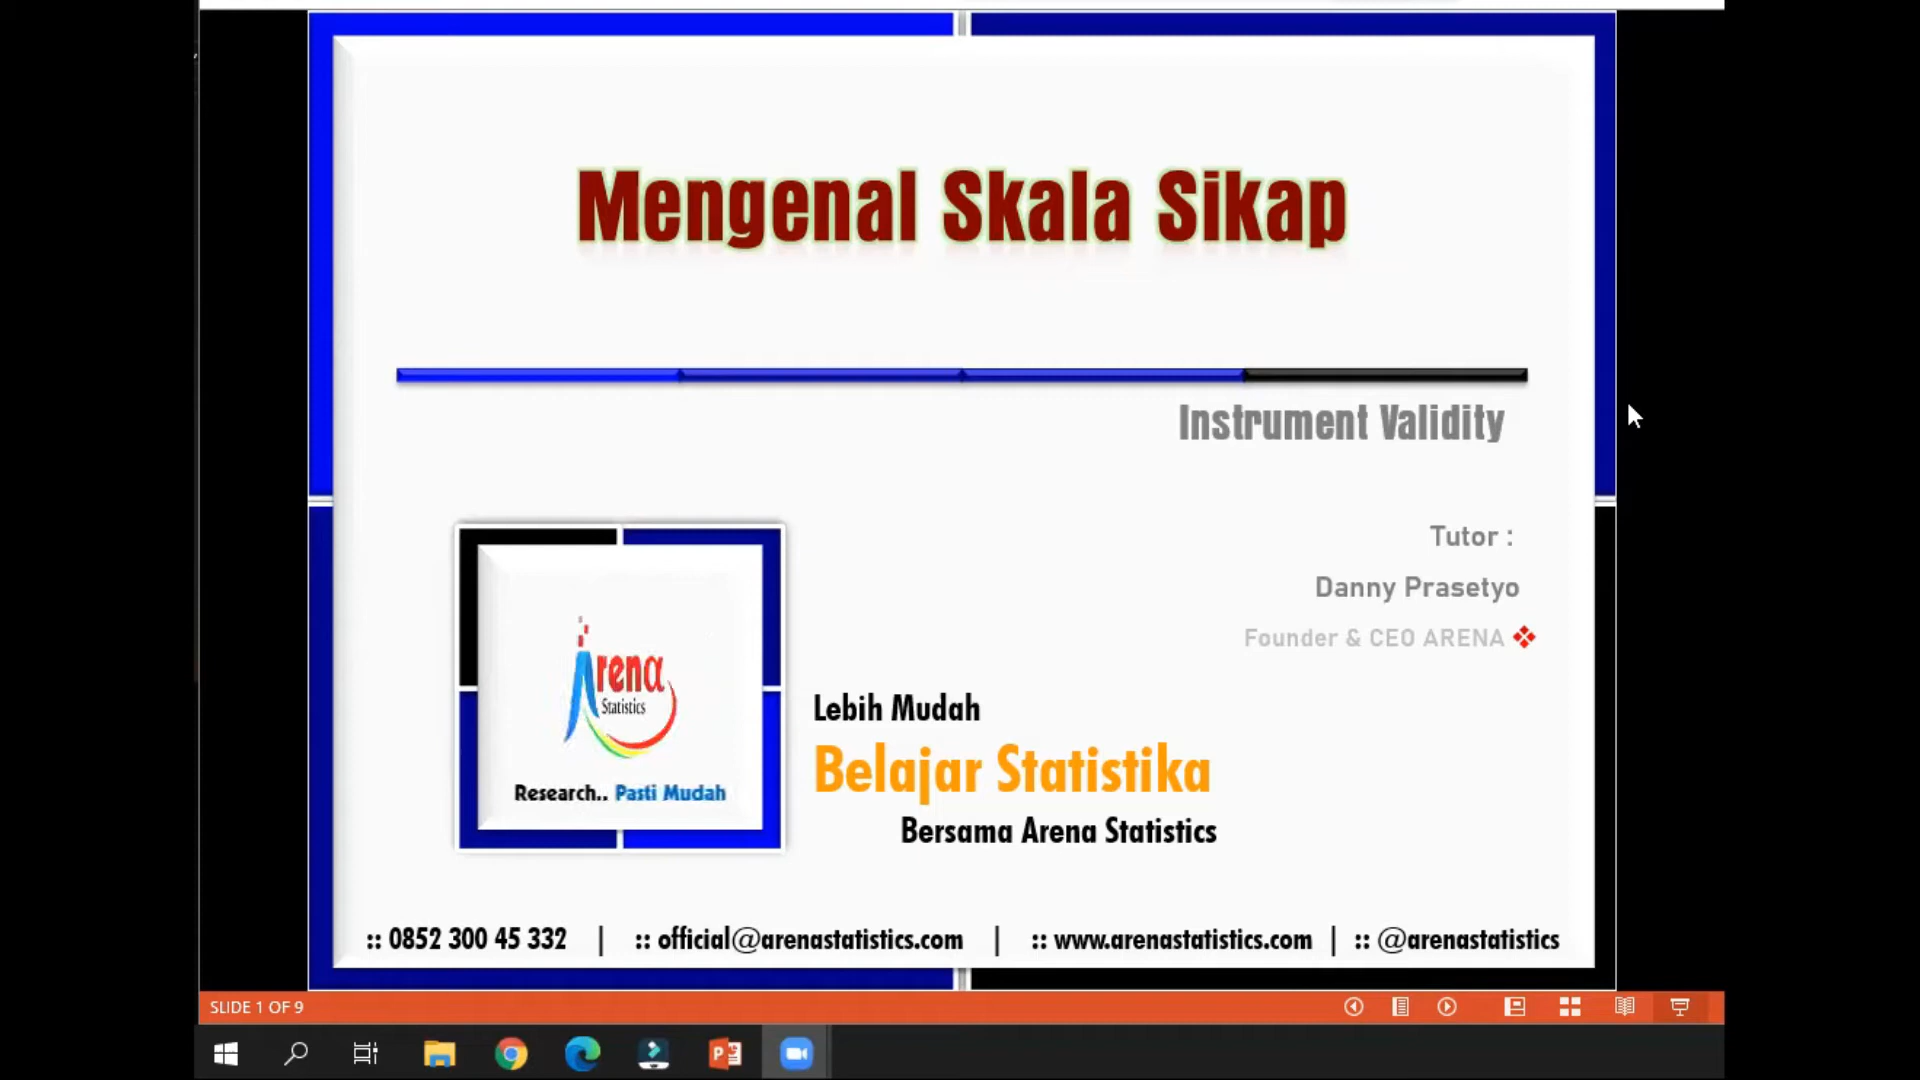 Mengenal Skala Sikap
Instrument Validity
Tutor :
Danny Prasetyo
Founder & CEO ARENA
Arena
Statistics
Research.. Pasti Mudah
Lebih Mudah
Belajar Statistika
Bersama Arena Statistics
:: 0852 300 45 332 | :: official@arenastatistics.com | :: www.arenastatistics.com | :: @arenastatistics
SLIDE 1 OF 9